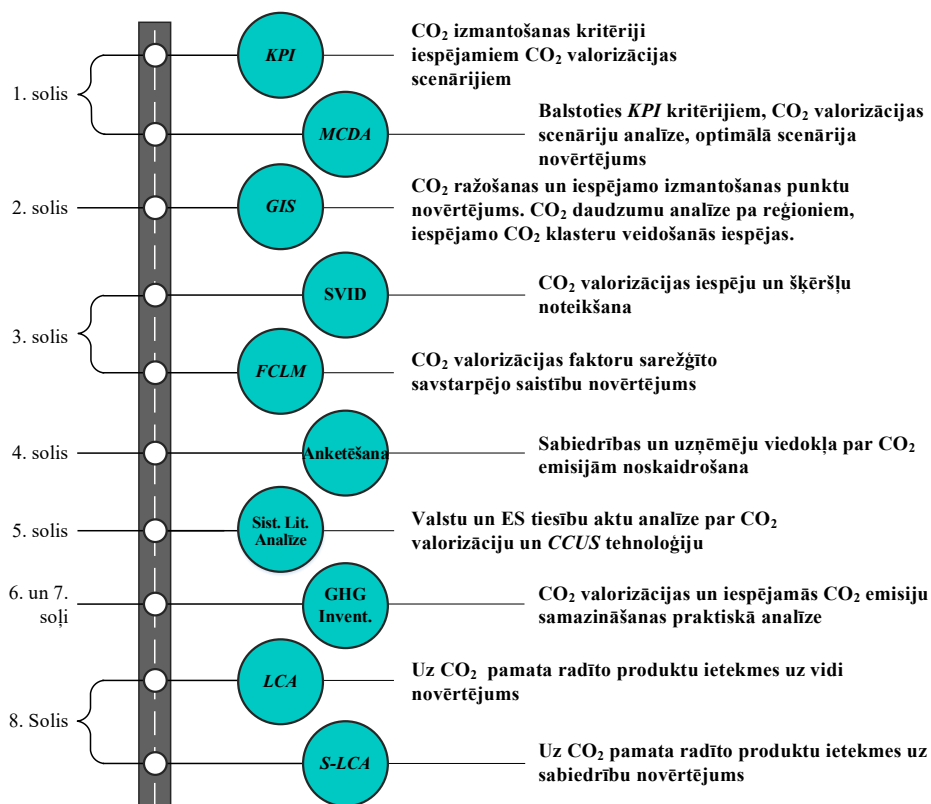 1. solis
KPI
CO₂ izmantošanas kritēriji
iespējamiem CO₂ valorizācijas
scenārijiem
MCDA
Balstoties KPI kritērijiem, CO₂ valorizācijas
scenāriju analīze, optimālā scenārija
novērtējums
2. solis
GIS
CO₂ ražošanas un iespējamo izmantošanas punktu
novērtējums. CO₂ daudzumu analīze pa reģioniem,
iespējamo CO₂ klasteru veidošanās iespējas.
3. solis
SVID
CO₂ valorizācijas iespēju un šķēršļu
noteikšana
FCLM
CO₂ valorizācijas faktoru sarežģīto
savstarpējo saistību novērtējums
4. solis
Anketēšana
Sabiedrības un uzņēmēju viedokļa par CO₂
emisijām noskaidrošana
5. solis
Sist. Lit.
Analīze
Valstu un ES tiesību aktu analīze par CO₂
valorizāciju un CCUS tehnoloģiju
6. un 7.
soļi
GHG
Invent.
CO₂ valorizācijas un iespējamās CO₂ emisiju
samazināšanas praktiskā analīze
8. Solis
LCA
Uz CO₂ pamata radīto produktu ietekmes uz vidi
novērtējums
S-LCA
Uz CO₂ pamata radīto produktu ietekmes uz
sabiedrību novērtējums